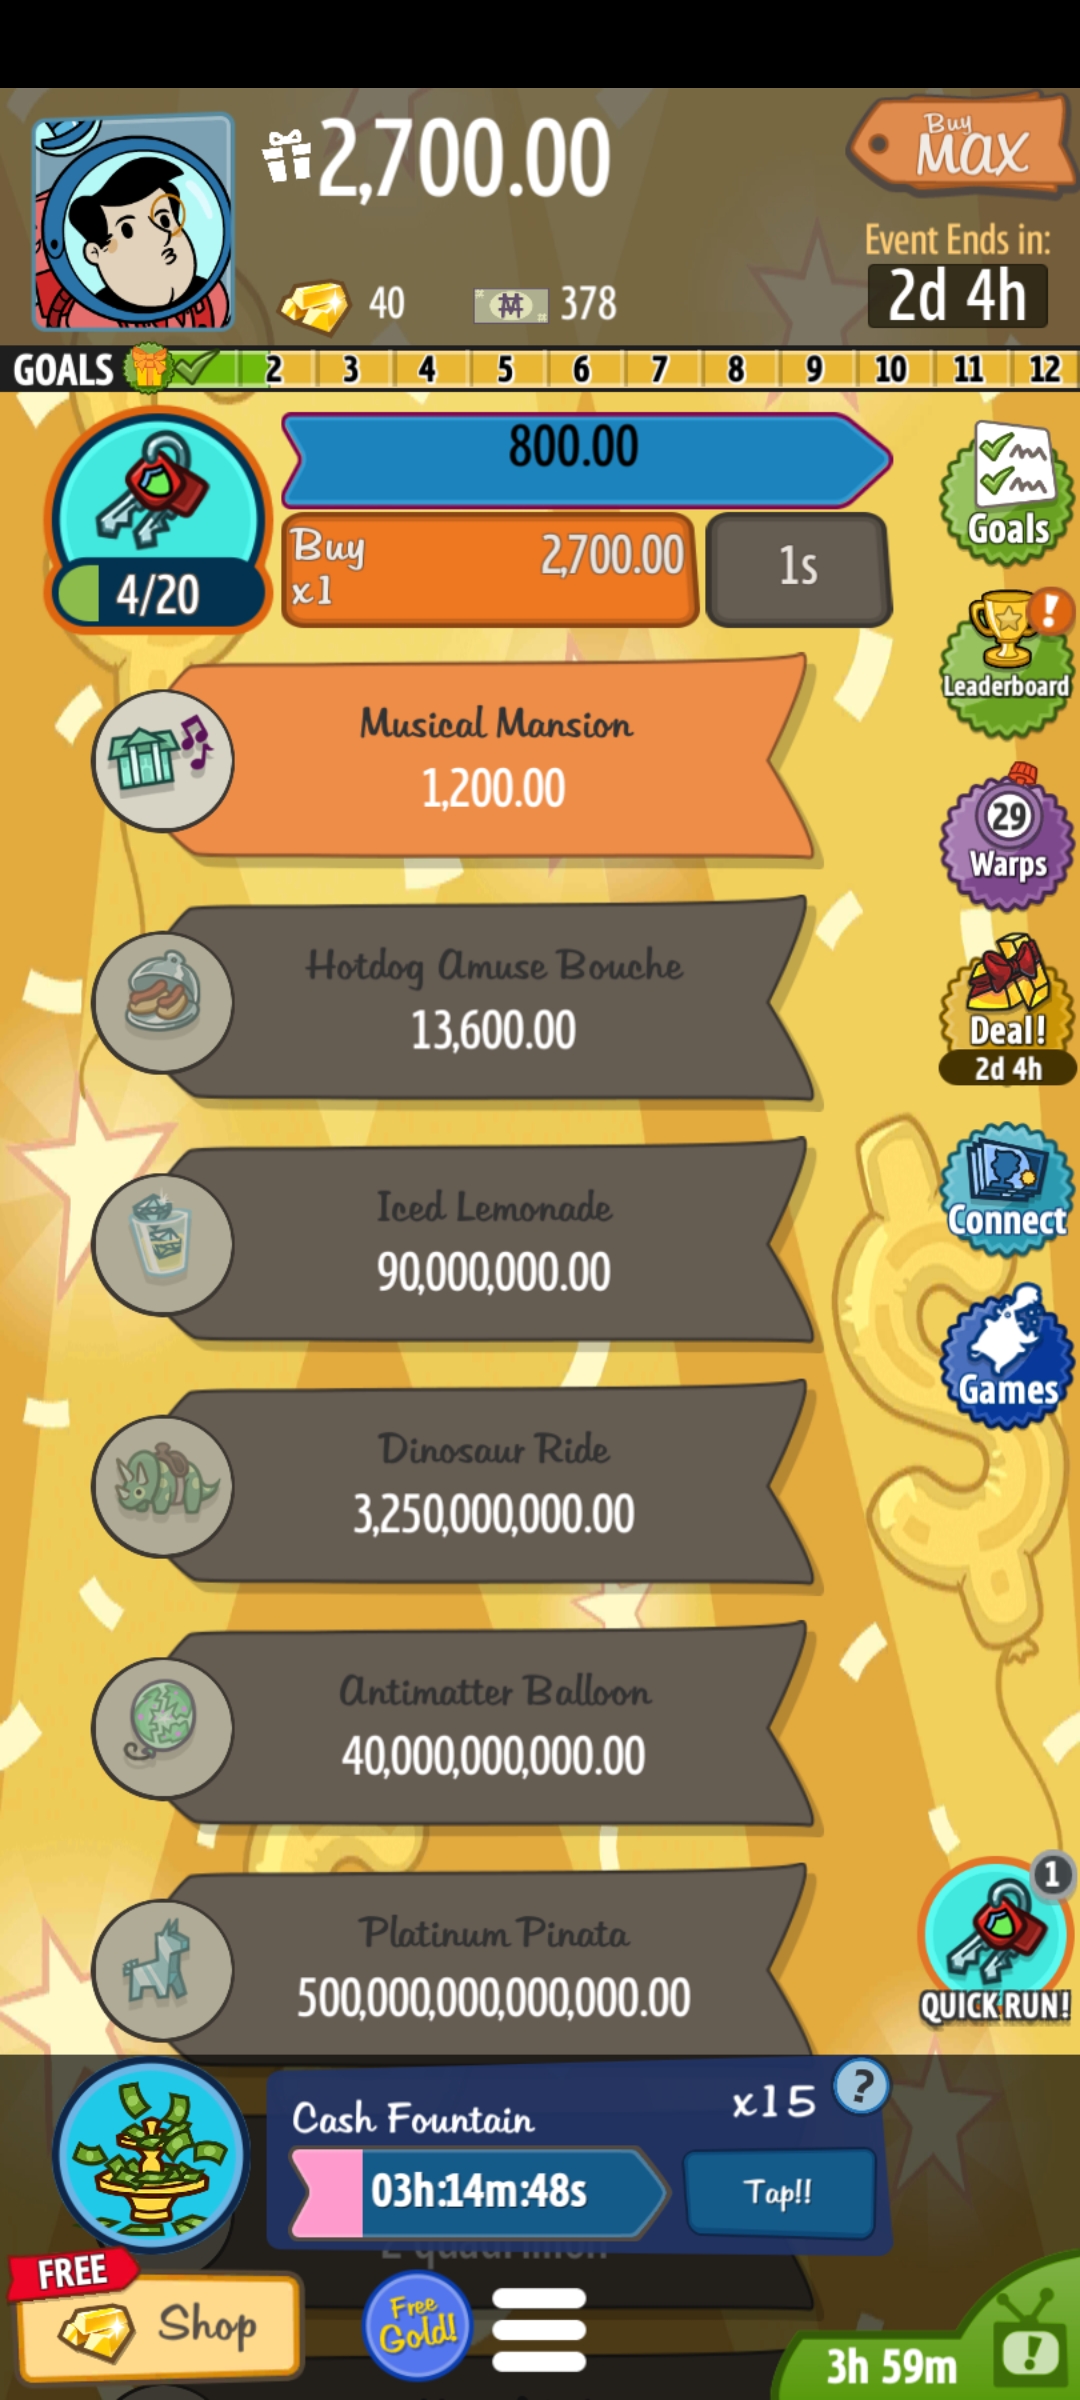 2,700.00
Buy
MAX
Event Ends in:
2d 4h
40
378
GOALS 2 3 4 5 6 7 8 9 10 11 12
800.00
Buy
x1
2,700.00
1s
4/20
Goals
Musical Mansion
1,200.00
!
Leaderboard
29
Warps
Hotdog Amuse Bouche
13,600.00
Deal!
2d 4h
Iced Lemonade
90,000,000.00
Connect
Dinosaur Ride
3,250,000,000.00
Games
Antimatter Balloon
40,000,000,000.00
Platinum Pinata
500,000,000,000,000.00
1
QUICK RUN!
Cash Fountain
x15
?
03h:14m:48s
Tap!!
FREE
Shop
Free
Gold!
3h 59m
!